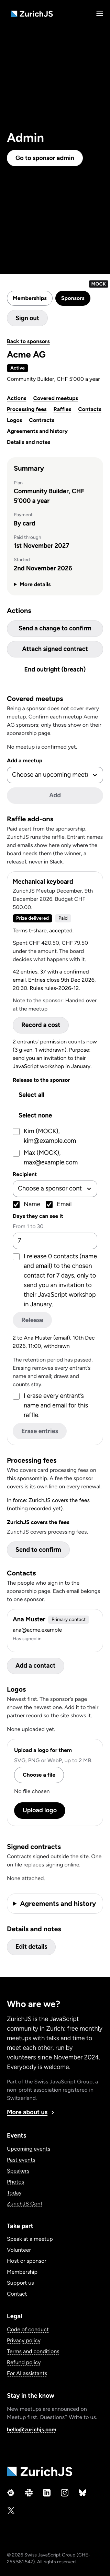 ZurichJS
Admin
Go to sponsor admin
MOCK
Memberships
Sponsors
Sign out
Back to sponsors
Acme AG
Active
Community Builder, CHF 5'000 a year
Actions Covered meetups
Processing fees Raffles Contacts
Logos Contracts
Agreements and history
Details and notes
Summary
Plan
Community Builder, CHF
5'000 a year
Payment
By card
Paid through
1st November 2027
Started
2nd November 2026
More details
Actions
Send a change to confirm
Attach signed contract
End outright (breach)
Covered meetups
Being a sponsor does not cover every
meetup. Confirm each meetup Acme
AG sponsors; only those show on their
sponsorship page.
No meetup is confirmed yet.
Add a meetup
Choose an upcoming meetu
Add
Raffle add-ons
Paid apart from the sponsorship.
ZurichJS runs the raffle. Entrant names
and emails show here only where the
board needs them (the winner, a
release), never in Slack.
Mechanical keyboard
ZurichJS Meetup December, 9th
December 2026. Budget CHF
500.00.
Prize delivered
Paid
Terms t-share, accepted.
Spent CHF 420.50, CHF 79.50
under the amount. The board
decides what happens with it.
42 entries, 37 with a confirmed
email. Entries close 9th Dec 2026,
20:30. Rules rules-2026-12.
Note to the sponsor: Handed over
at the meetup
Record a cost
2 entrants' permission counts now
(3 gave, 1 withdrawn). Purpose:
send you an invitation to their
JavaScript workshop in January.
Release to the sponsor
Select all
Select none
Kim (MOCK),
kim@example.com
Max (MOCK),
max@example.com
Recipient
Choose a sponsor cont
Name
Email
Days they can see it
From 1 to 30.
7
I release 0 contacts (name
and email) to the chosen
contact for 7 days, only to
send you an invitation to
their JavaScript workshop
in January.
Release
2 to Ana Muster (email), 10th Dec
2026, 11:00, withdrawn
The retention period has passed.
Erasing removes every entrant's
name and email; draws and
counts stay.
I erase every entrant's
name and email for this
raffle.
Erase entries
Processing fees
Who covers card processing fees on
this sponsor's agreement. A fee the sponsor
covers is its own line on every renewal.
In force: ZurichJS covers the fees
(nothing recorded yet).
ZurichJS covers the fees
ZurichJS covers processing fees.
Send to confirm
Contacts
The people who sign in to the sponsor
sponsorship page. Each email belongs
to one sponsor.
Ana Muster
Primary contact
ana@acme.example
Has signed in
Add a contact
Logos
Newest first. The sponsor's page
shows the newest one. Add it to their
partner record so the site shows it.
None uploaded yet.
Upload a logo for them
SVG, PNG or WebP, up to 2 MB.
Choose a file
No file chosen
Upload logo
Signed contracts
Contracts signed outside the site. One
on file replaces signing online.
None attached.
Agreements and history
Details and notes
Edit details
Who are we?
ZurichJS is the JavaScript
community in Zurich: free monthly
meetups with talks and time to
meet each other, run by
volunteers since November 2024.
Everybody is welcome.
Part of the Swiss JavaScript Group, a
non-profit association registered in
Switzerland.
More about us
Events
Upcoming events
Past events
Speakers
Photos
Today
ZurichJS Conf
Take part
Speak at a meetup
Volunteer
Host or sponsor
Membership
Support us
Contact
Legal
Code of conduct
Privacy policy
Terms and conditions
Refund policy
For AI assistants
Stay in the know
New meetups are announced on
Meetup first. Questions? Write to us.
hello@zurichjs.com
ZurichJS
© 2026 Swiss JavaScript Group (CHE-
255.581.547). All rights reserved.